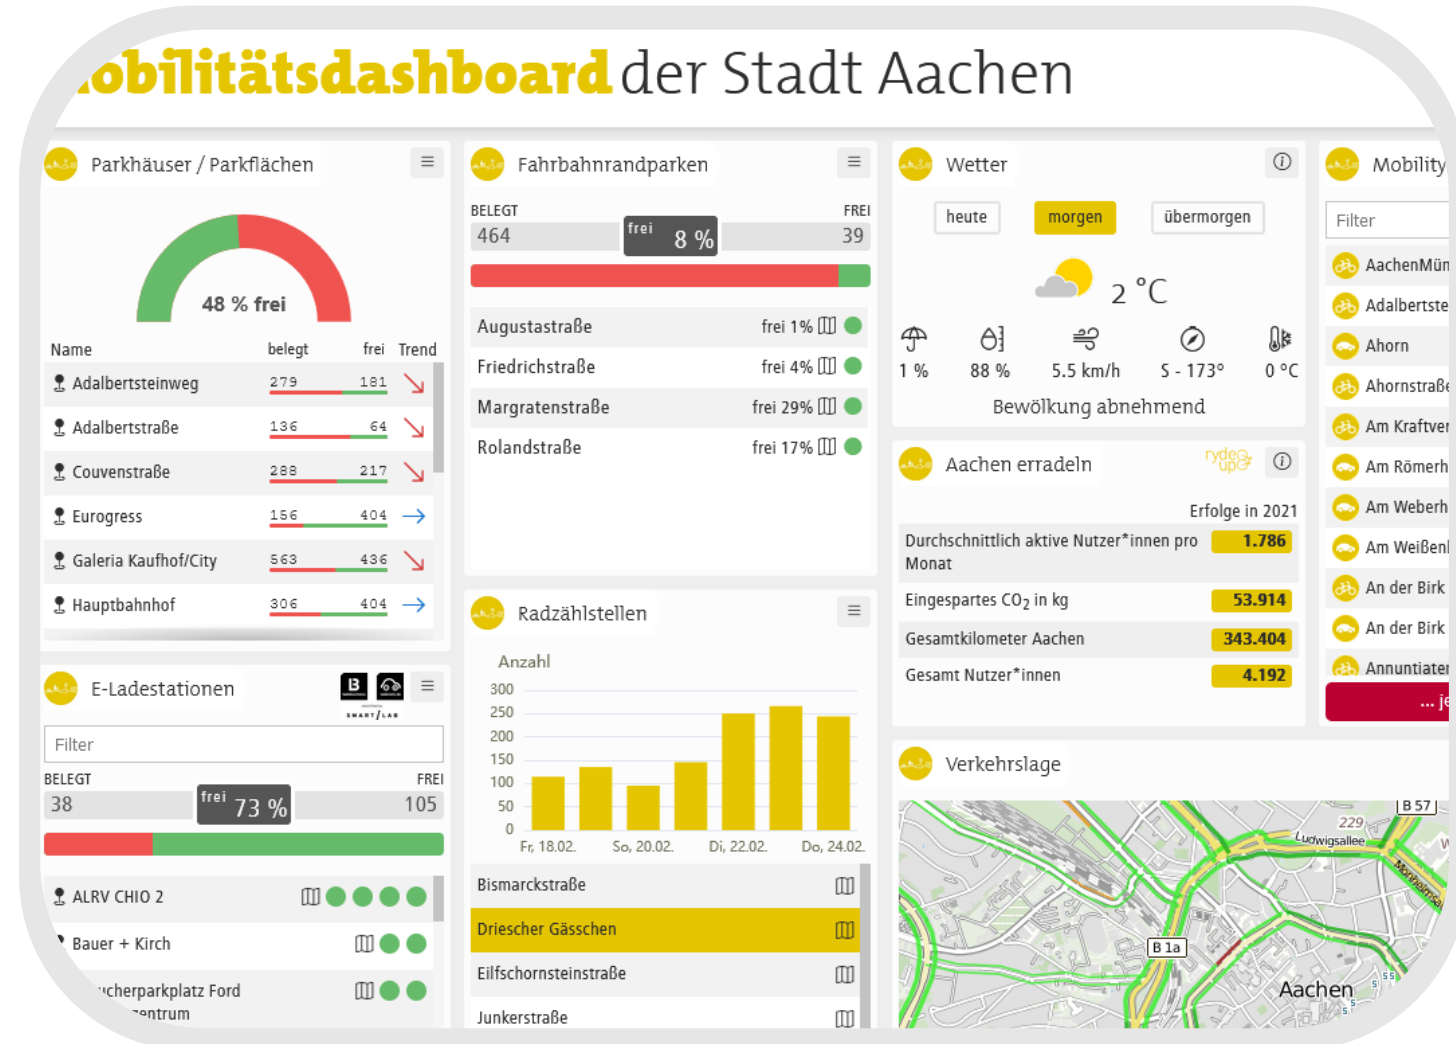 obilitätsdashboard der Stadt Aachen
Parkhäuser / Parkflächen
48 % frei
Name belegt frei Trend
Adalbertsteinweg 279 181
Adalbertstraße 136 64
Couvenstraße 288 217
Eurogress 156 404
Galeria Kaufhof/City 563 436
Hauptbahnhof 306 404
E-Ladestationen
SMART/LAB
Filter
BELEGT FREI
38 frei 73 % 105
ALRV CHIO 2
Bauer + Kirch
ucherparkplatz Ford
zentrum
Fahrbahnrandparken
BELEGT FREI
464 frei 8 % 39
Augustastraße frei 1%
Friedrichstraße frei 4%
Margratenstraße frei 29%
Rolandstraße frei 17%
Radzählstellen
Anzahl
300
250
200
150
100
50
0
Fr, 18.02. So, 20.02. Di, 22.02. Do, 24.02.
Bismarckstraße
Driescher Gässchen
Eilfschornsteinstraße
Junkerstraße
Wetter
heute morgen übermorgen
2 °C
1 % 88 % 5.5 km/h S - 173° 0 °C
Bewölkung abnehmend
Aachen erradeln
rydeup
Erfolge in 2021
Durchschnittlich aktive Nutzer*innen pro 1.786
Monat
Eingespartes CO₂ in kg 53.914
Gesamtkilometer Aachen 343.404
Gesamt Nutzer*innen 4.192
Verkehrslage
B 57
229
Ludwigsallee
B 1a
Aachen
Mobility
Filter
AachenMün
Adalbertste
Ahorn
Ahornstraße
Am Kraftver
Am Römerh
Am Weberh
Am Weißen
An der Birk
An der Birk
Annuntiaten
... je